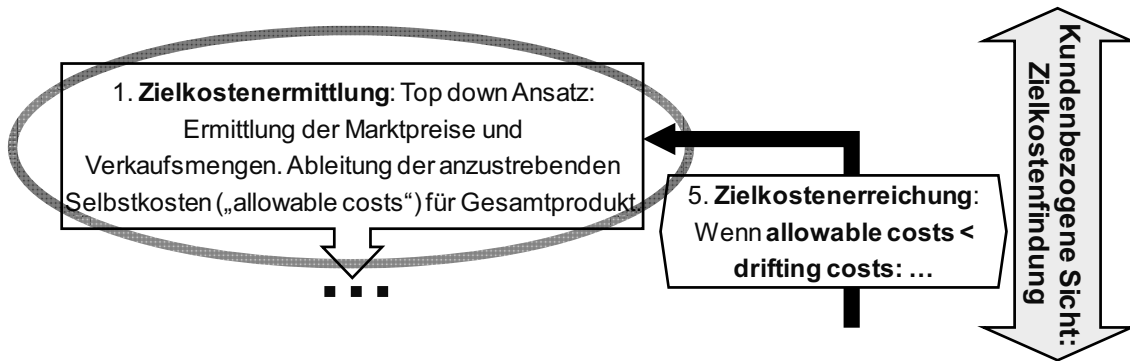 1. Zielkostenermittlung: Top down Ansatz:
Ermittlung der Marktpreise und
Verkaufsmengen. Ableitung der anzustrebenden
Selbstkosten („allowable costs“) für Gesamtprodukt.
...
5. Zielkostenerreichung:
Wenn allowable costs <
drifting costs: ...
Kundenbezogene Sicht:
Zielkostenfindung